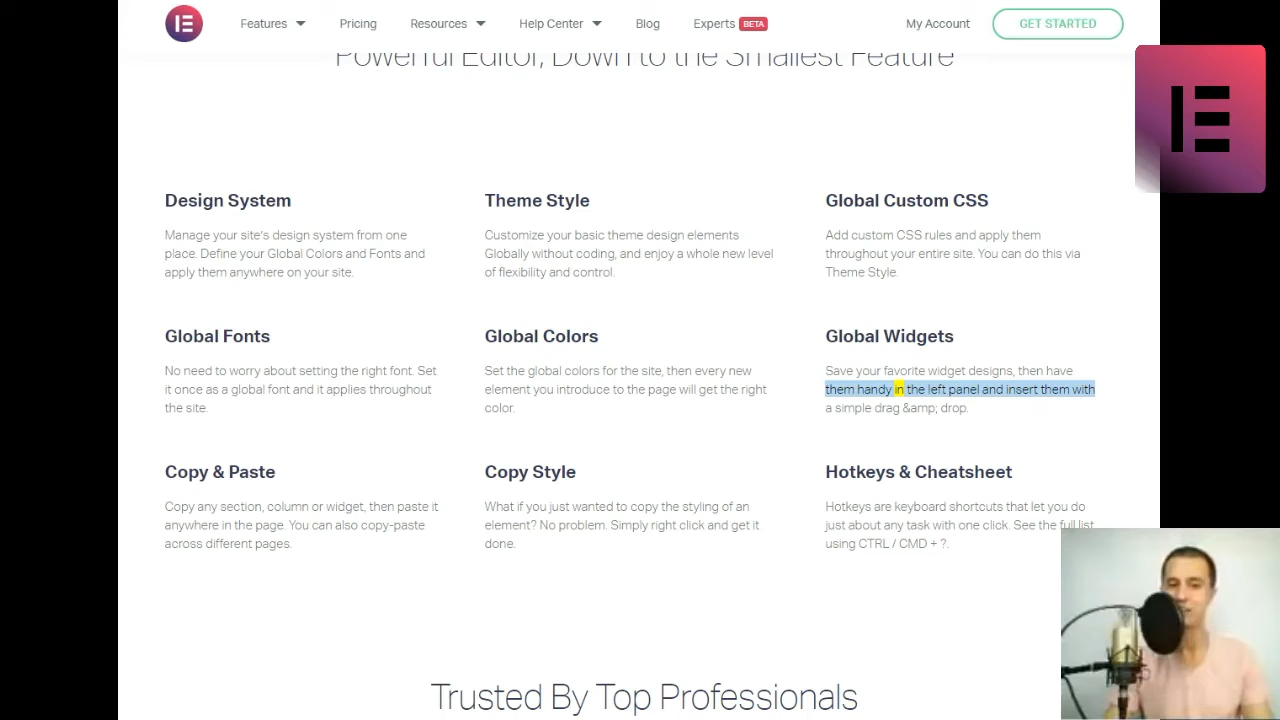 Features
Pricing
Resources
Help Center
Blog
Experts BETA
My Account
GET STARTED
Powerful Editor, Down to the Smallest Feature
Design System
Manage your site's design system from one
place. Define your Global Colors and Fonts and
apply them anywhere on your site.
Theme Style
Customize your basic theme design elements
Globally without coding, and enjoy a whole new level
of flexibility and control.
Global Custom CSS
Add custom CSS rules and apply them
throughout your entire site. You can do this via
Theme Style.
Global Fonts
No need to worry about setting the right font. Set
it once as a global font and it applies throughout
the site.
Global Colors
Set the global colors for the site, then every new
element you introduce to the page will get the right
color.
Global Widgets
Save your favorite widget designs, then have
them handy in the left panel and insert them with
a simple drag &amp; drop.
Copy & Paste
Copy any section, column or widget, then paste it
anywhere in the page. You can also copy-paste
across different pages.
Copy Style
What if you just wanted to copy the styling of an
element? No problem. Simply right click and get it
done.
Hotkeys & Cheatsheet
Hotkeys are keyboard shortcuts that let you do
just about any task with one click. See the full list
using CTRL / CMD + ?.
Trusted By Top Professionals